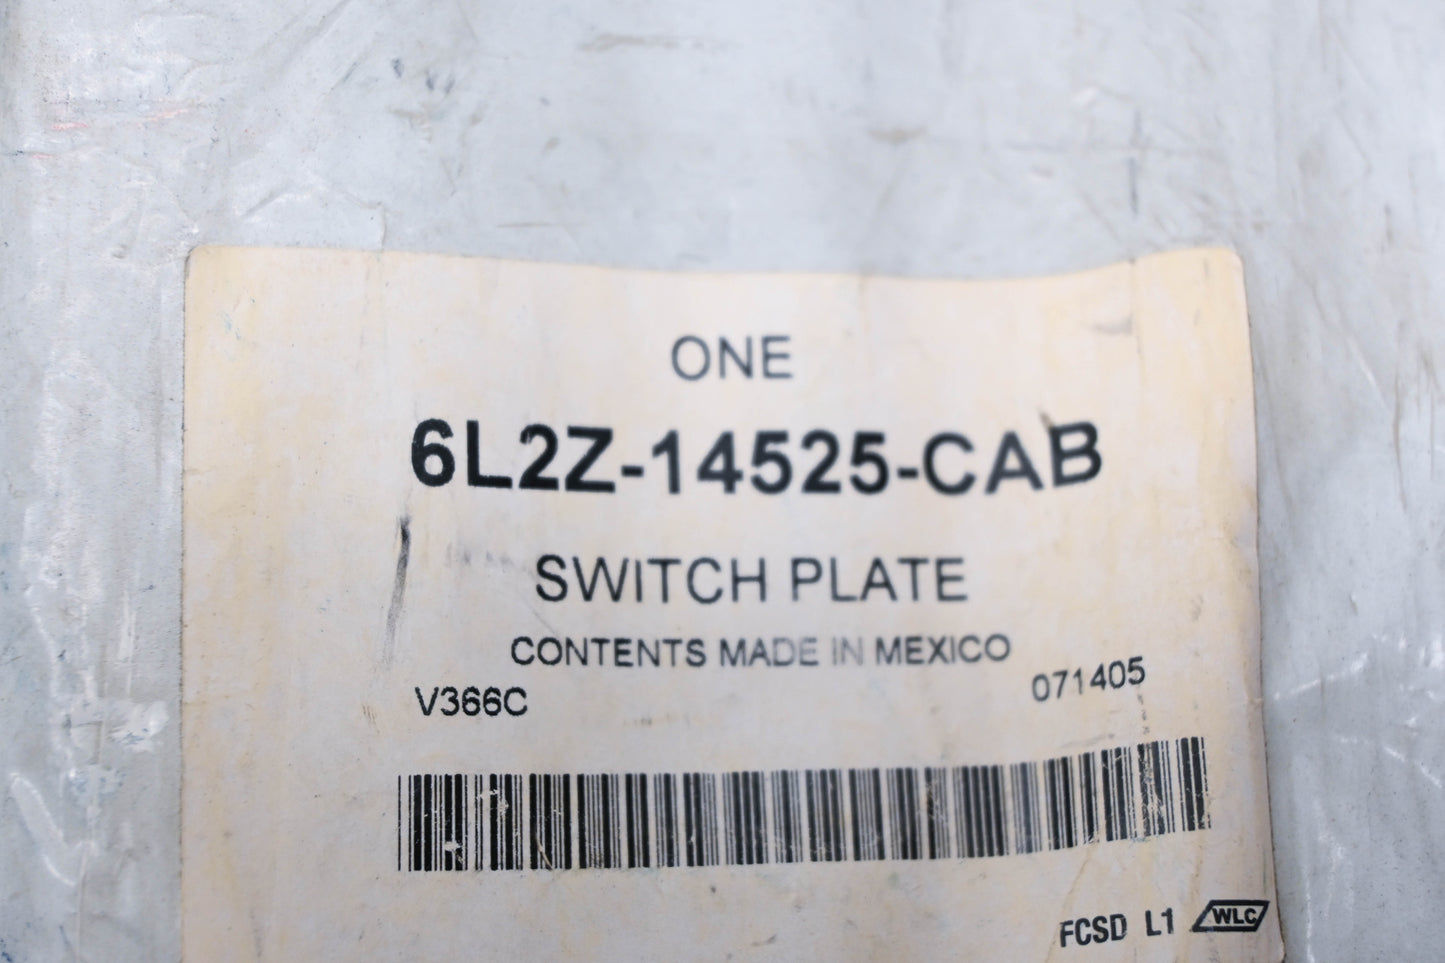 ONE
6L2Z-14525-CAB
SWITCH PLATE
CONTENTS MADE IN MEXICO
V366C 071405
FCSD L1 WLC